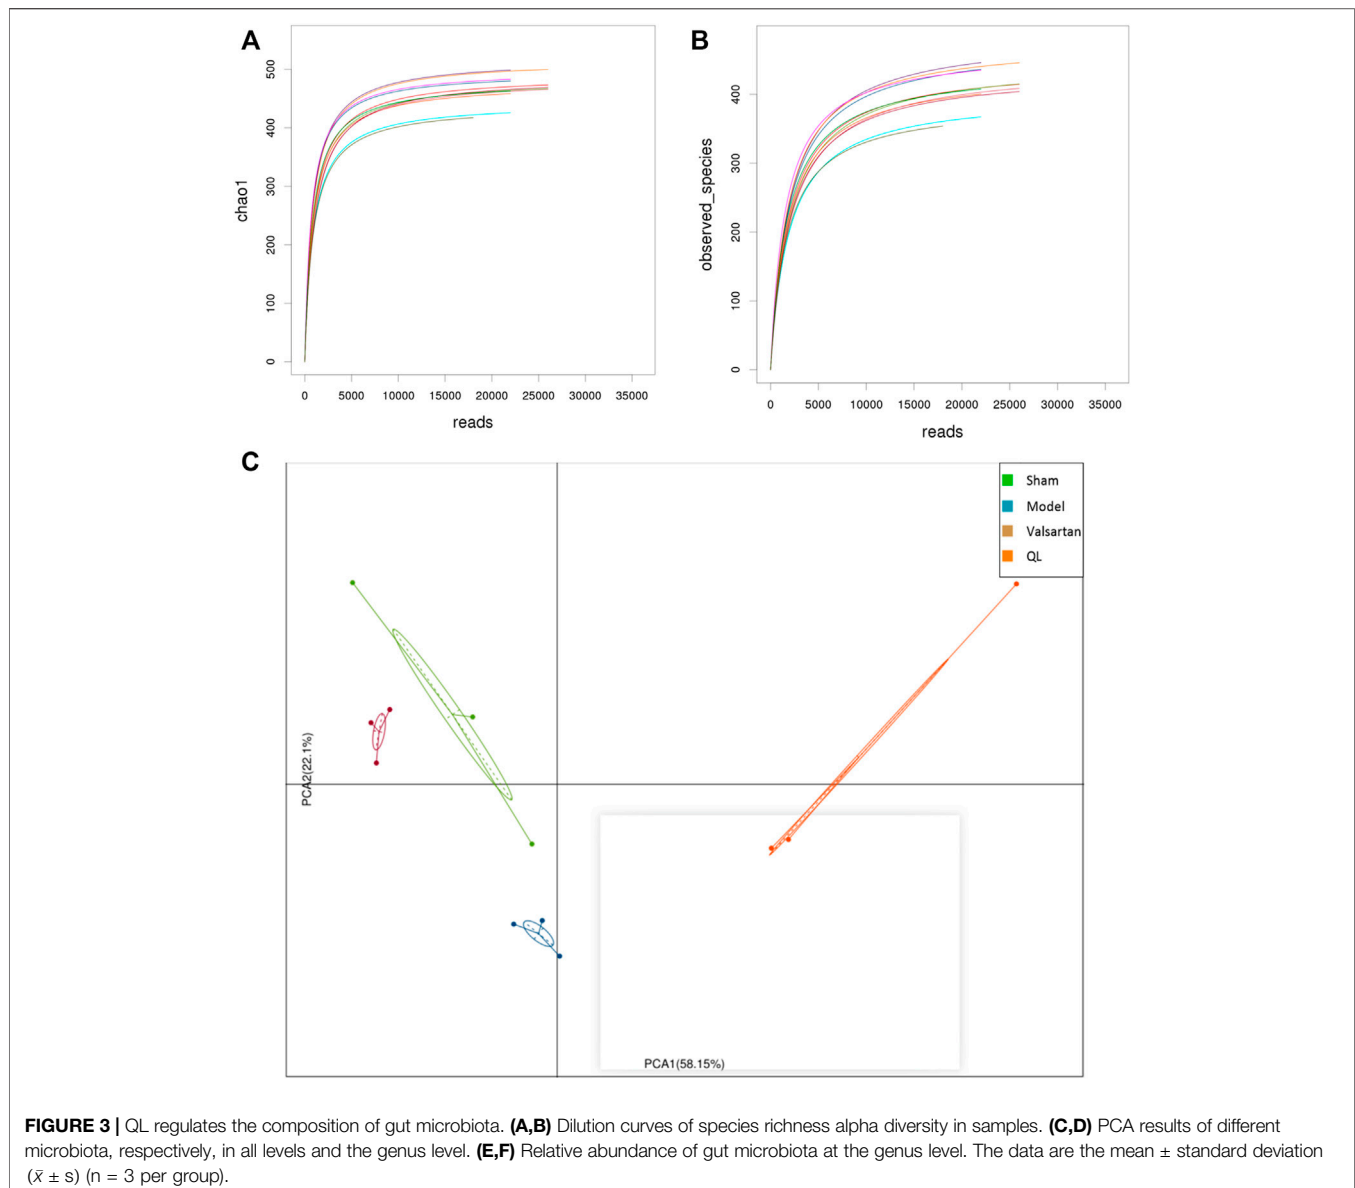 A
B
500
400
300
200
100
0
chao1
0 5000 10000 15000 20000 25000 30000 35000
reads
400
300
200
100
0
observed_species
0 5000 10000 15000 20000 25000 30000 35000
reads
C
Sham
Model
Valsartan
QL
PCA2(22.1%)
PCA1(58.15%)
FIGURE 3 | QL regulates the composition of gut microbiota. (A,B) Dilution curves of species richness alpha diversity in samples. (C,D) PCA results of different
microbiota, respectively, in all levels and the genus level. (E,F) Relative abundance of gut microbiota at the genus level. The data are the mean ± standard deviation
(x̄ ± s) (n = 3 per group).